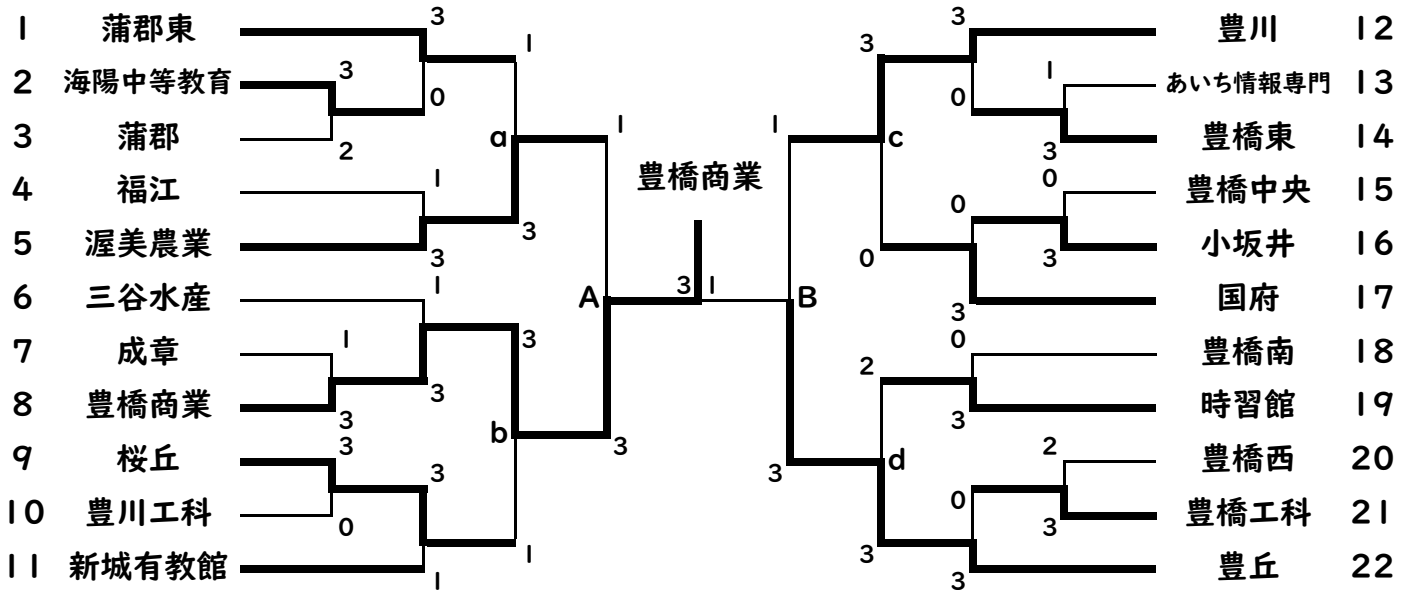 3 3
1 蒲郡東 1 3 豊川 12
2 海陽中等教育 3 1 あいち情報専門 13
0 0
3 蒲郡 a 1 1 c 豊橋東 14
2 3
4 福江 1 豊橋商業 0 豊橋中央 15
3 0
5 渥美農業 3 0 3 小坂井 16
6 三谷水産 1 A 3 1 B 国府 17
3
7 成章 1 3 0 豊橋南 18
2
8 豊橋商業 3 3 時習館 19
3 3
9 桜丘 3 3 b 3 3 d 2 豊橋西 20
10 豊川工科 0 0 3 豊橋工科 21
1 3
11 新城有教館 1 3 豊丘 22